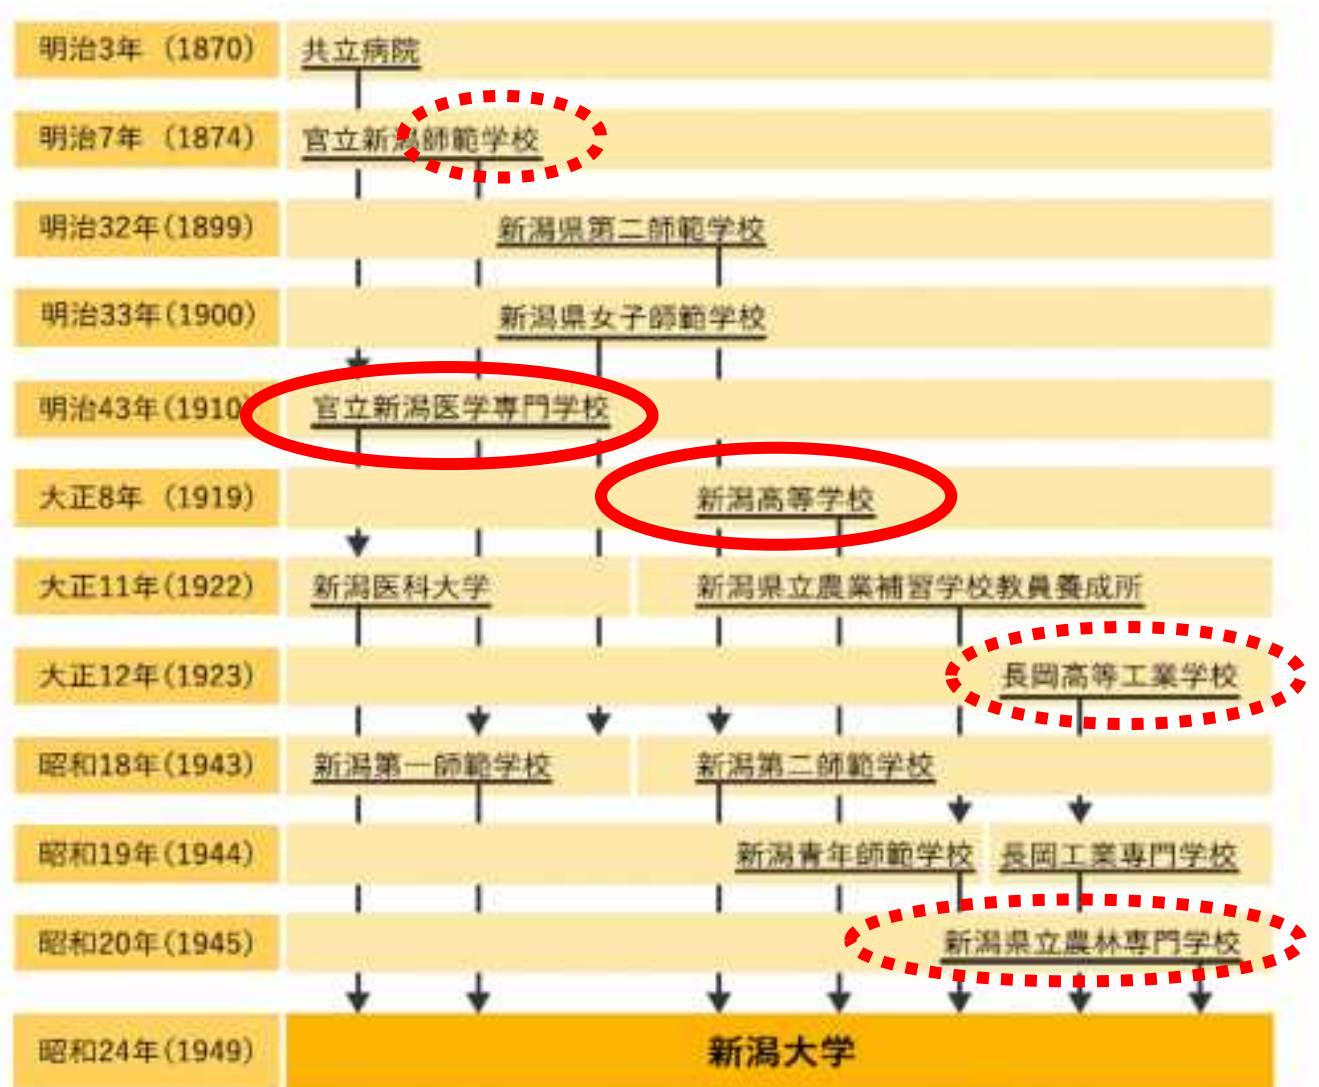 明治3年 (1870) 共立病院
明治7年 (1874) 官立新潟師範学校
明治32年(1899) 新潟県第二師範学校
明治33年(1900) 新潟県女子師範学校
明治43年(1910) 官立新潟医学専門学校
大正8年 (1919) 新潟高等学校
大正11年(1922) 新潟医科大学 新潟県立農業補習学校教員養成所
大正12年(1923) 長岡高等工業学校
昭和18年(1943) 新潟第一師範学校 新潟第二師範学校
昭和19年(1944) 新潟青年師範学校 長岡工業専門学校
昭和20年(1945) 新潟県立農林専門学校
昭和24年(1949) 新潟大学